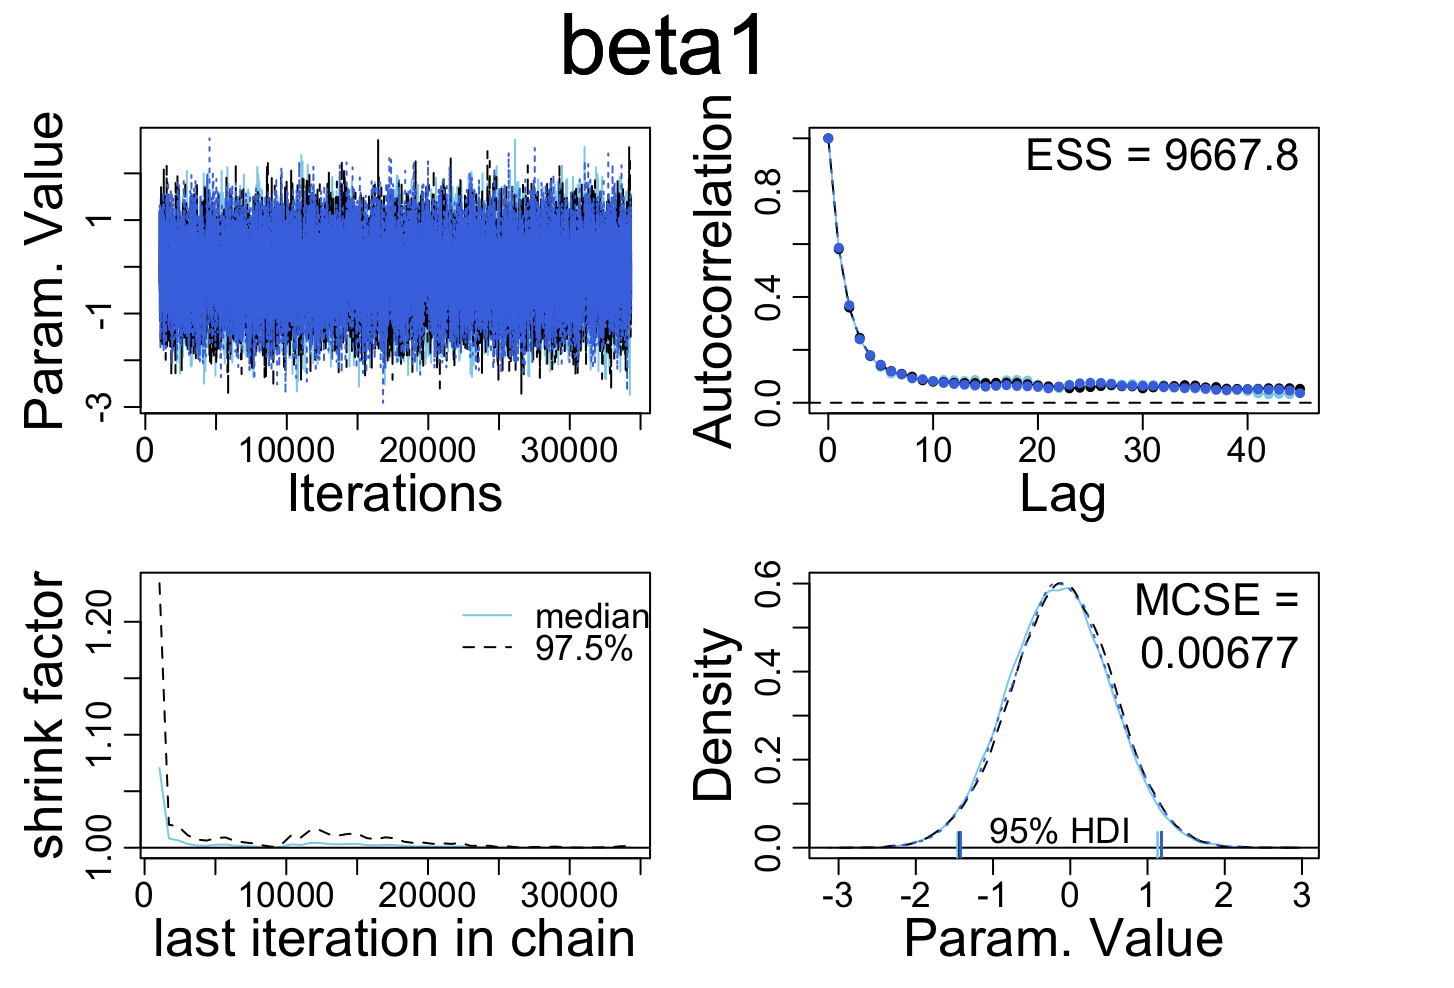 beta1
Param. Value
1
-1
-3
0 10000 20000 30000
Iterations
Autocorrelation
0.8
0.4
0.0
ESS = 9667.8
0 10 20 30 40
Lag
shrink factor
1.20
1.10
1.00
median
97.5%
0 10000 20000 30000
last iteration in chain
Density
0.6
0.4
0.2
0.0
MCSE =
0.00677
95% HDI
-3 -2 -1 0 1 2 3
Param. Value